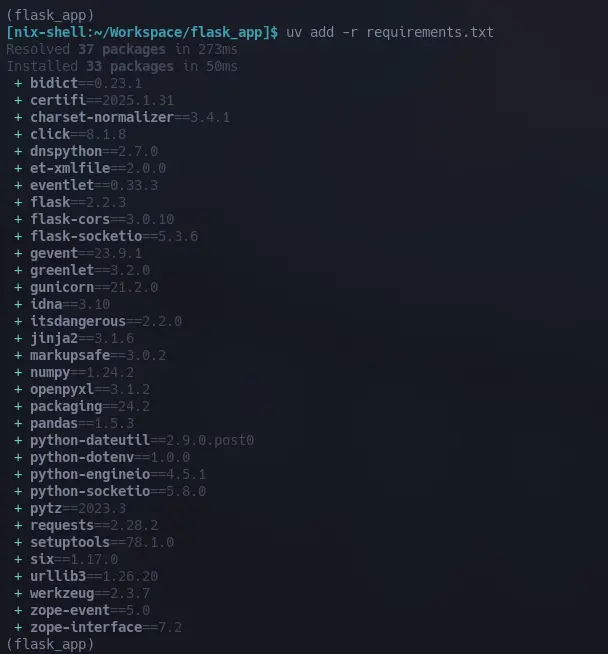 (flask_app)
[nix-shell:~/Workspace/flask_app]$ uv add -r requirements.txt
Resolved 37 packages in 273ms
Installed 33 packages in 50ms
 + bidict==0.23.1
 + certifi==2025.1.31
 + charset-normalizer==3.4.1
 + click==8.1.8
 + dnspython==2.7.0
 + et-xmlfile==2.0.0
 + eventlet==0.33.3
 + flask==2.2.3
 + flask-cors==3.0.10
 + flask-socketio==5.3.6
 + gevent==23.9.1
 + greenlet==3.2.0
 + gunicorn==21.2.0
 + idna==3.10
 + itsdangerous==2.2.0
 + jinja2==3.1.6
 + markupsafe==3.0.2
 + numpy==1.24.2
 + openpyxl==3.1.2
 + packaging==24.2
 + pandas==1.5.3
 + python-dateutil==2.9.0.post0
 + python-dotenv==1.0.0
 + python-engineio==4.5.1
 + python-socketio==5.8.0
 + pytz==2023.3
 + requests==2.28.2
 + setuptools==78.1.0
 + six==1.17.0
 + urllib3==1.26.20
 + werkzeug==2.3.7
 + zope-event==5.0
 + zope-interface==7.2
(flask_app)